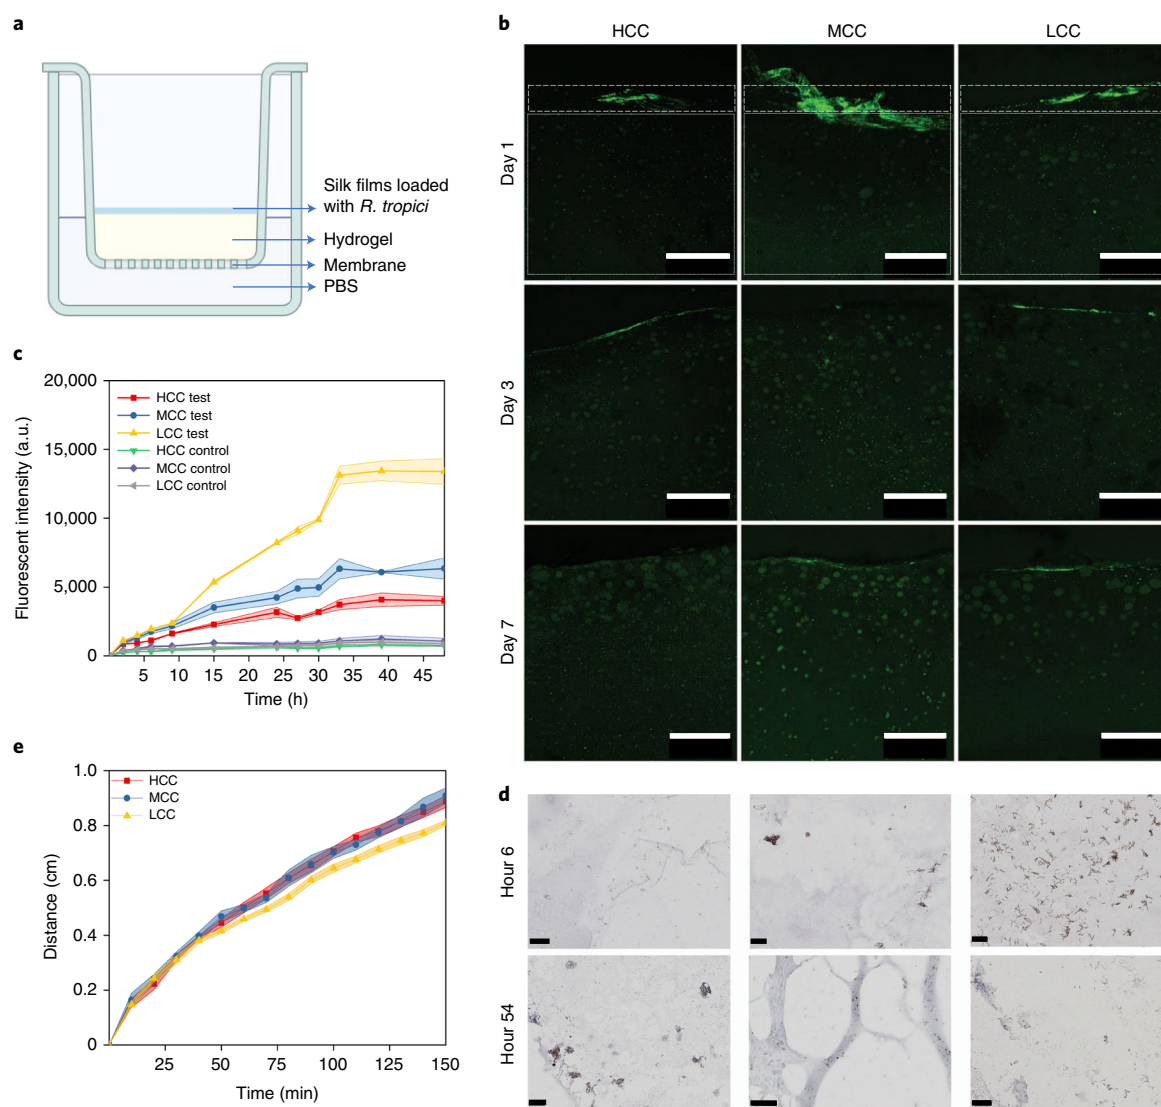 a
Silk films loaded
with R. tropici
Hydrogel
Membrane
PBS
b
HCC
MCC
LCC
Day 1
Day 3
Day 7
c
20,000
15,000
10,000
5,000
0
Fluorescent intensity (a.u.)
HCC test
MCC test
LCC test
HCC control
MCC control
LCC control
5 10 15 20 25 30 35 40 45
Time (h)
e
1.0
0.8
0.6
0.4
0.2
0
Distance (cm)
HCC
MCC
LCC
25 50 75 100 125 150
Time (min)
d
Hour 6
Hour 54